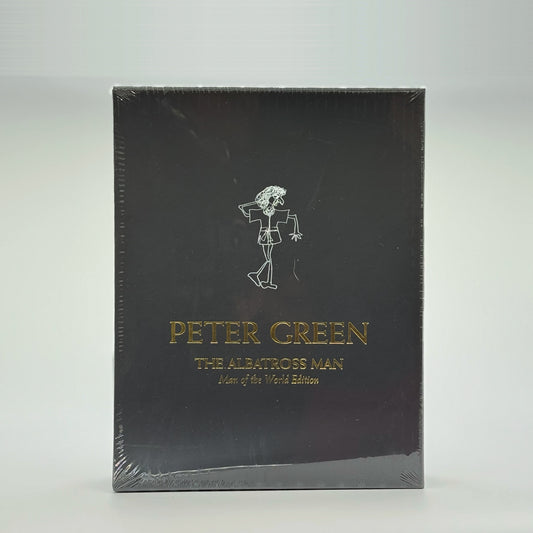 PETER GREEN
THE ALBATROSS MAN
Man of the World Edition